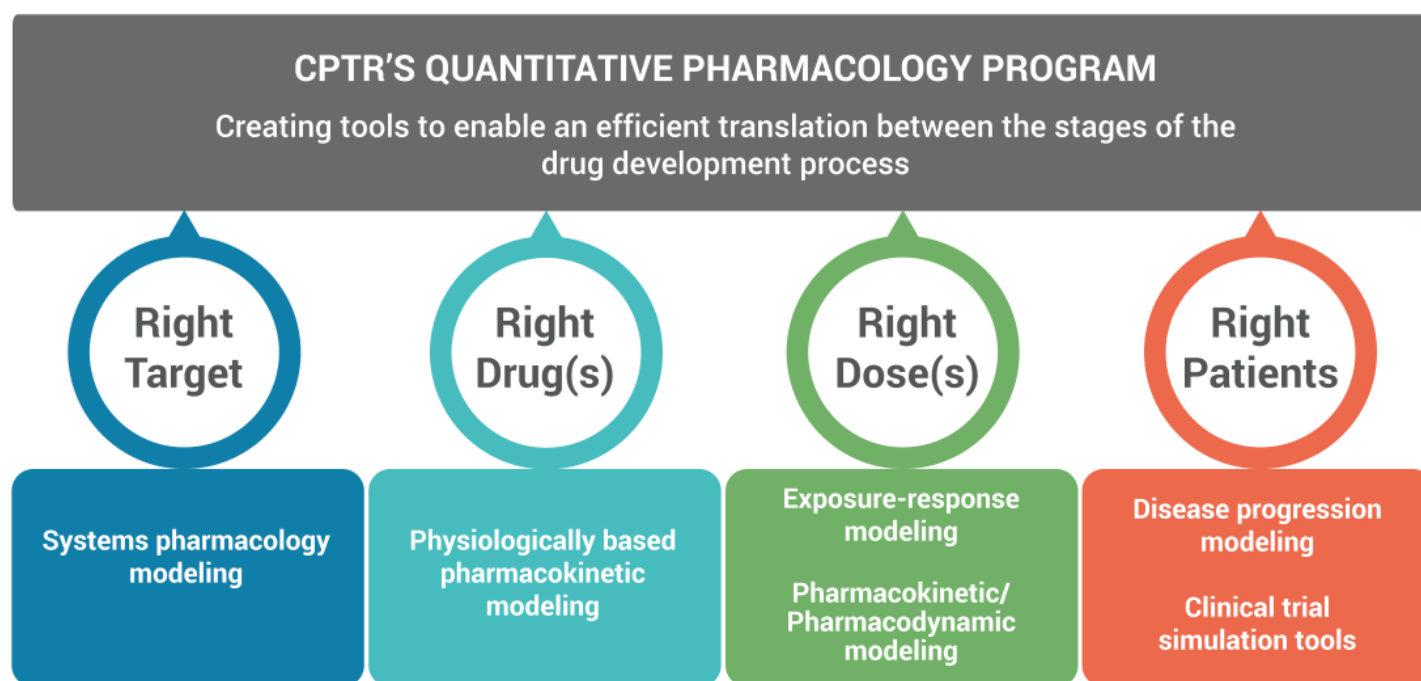 CPTR'S QUANTITATIVE PHARMACOLOGY PROGRAM
Creating tools to enable an efficient translation between the stages of the
drug development process
Right
Target
Right
Drug(s)
Right
Dose(s)
Right
Patients
Systems pharmacology
modeling
Physiologically based
pharmacokinetic
modeling
Exposure-response
modeling
Pharmacokinetic/
Pharmacodynamic
modeling
Disease progression
modeling
Clinical trial
simulation tools